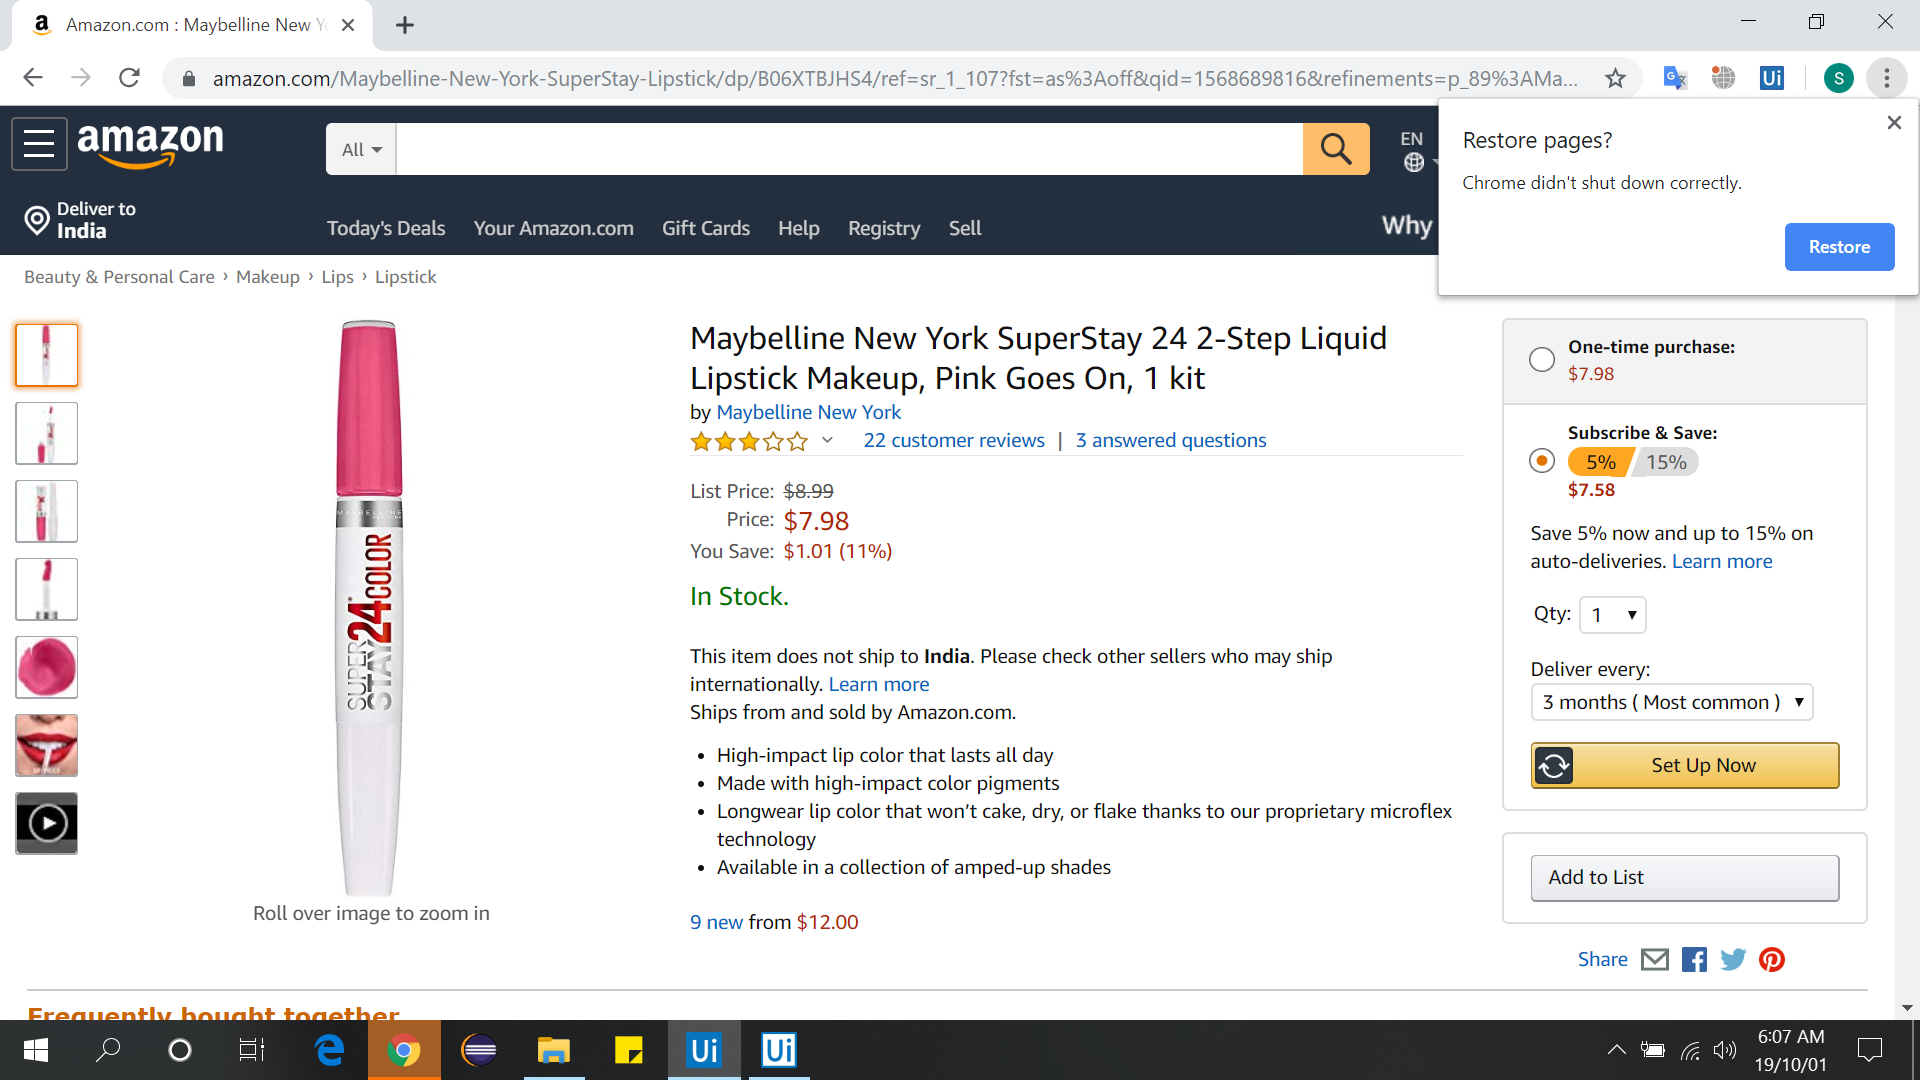 Amazon.com : Maybelline New Y
amazon.com/Maybelline-New-York-SuperStay-Lipstick/dp/B06XTBJHS4/ref=sr_1_107?fst=as%3Aoff&qid=1568689816&refinements=p_89%3AMa...
S
Ui
Restore pages?
Chrome didn't shut down correctly.
Restore
amazon
All
EN
Deliver to
India
Today's Deals Your Amazon.com Gift Cards Help Registry Sell
Why
Beauty & Personal Care › Makeup › Lips › Lipstick
MAYBELLINE
SUPER
STAY24COLOR
Roll over image to zoom in
Maybelline New York SuperStay 24 2-Step Liquid
Lipstick Makeup, Pink Goes On, 1 kit
by Maybelline New York
22 customer reviews | 3 answered questions
List Price: $8.99
Price: $7.98
You Save: $1.01 (11%)
In Stock.
This item does not ship to India. Please check other sellers who may ship
internationally. Learn more
Ships from and sold by Amazon.com.
• High-impact lip color that lasts all day
• Made with high-impact color pigments
• Longwear lip color that won’t cake, dry, or flake thanks to our proprietary microflex
technology
• Available in a collection of amped-up shades
9 new from $12.00
One-time purchase:
$7.98
Subscribe & Save:
5% 15%
$7.58
Save 5% now and up to 15% on
auto-deliveries. Learn more
Qty: 1
Deliver every:
3 months ( Most common )
Set Up Now
Add to List
Share
Frequently bought together
Ui
Ui
6:07 AM
19/10/01